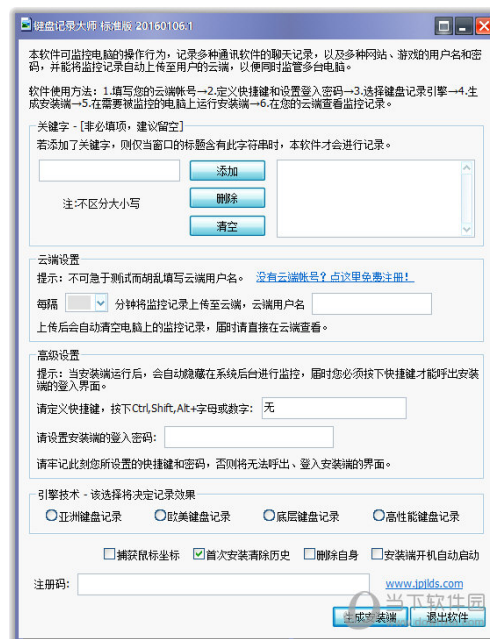 键盘记录大师 标准版 20160106.1
本软件可监控电脑的操作行为，记录多种通讯软件的聊天记录，以及多种网站、游戏的用户名和密
码，并能将监控记录自动上传至用户的云端，以便同时监管多台电脑。
软件使用方法：1.填写您的云端帐号→2.定义快捷键和设置登入密码→3.选择键盘记录引擎→4.生
成安装端→5.在需要被监控的电脑上运行安装端→6.在您的云端查看监控记录。
关键字 - [非必填项，建议留空]
若添加了关键字，则仅当窗口的标题含有此字符串时，本软件才会进行记录。
添加
注:不区分大小写
删除
清空
云端设置
提示：不可急于测试而胡乱填写云端用户名。 没有云端帐号？点这里免费注册！
每隔 分钟将监控记录上传至云端，云端用户名
上传后会自动清空电脑上的监控记录，届时请直接在云端查看。
高级设置
提示：当安装端运行后，会自动隐藏在系统后台进行监控，届时您必须按下快捷键才能呼出安装
端的登入界面。
请定义快捷键，按下Ctrl,Shift,Alt+字母或数字： 无
请设置安装端的登入密码：
请牢记此刻您所设置的快捷键和密码，否则将无法呼出、登入安装端的界面。
引擎技术 - 该选择将决定记录效果
亚洲键盘记录 欧美键盘记录 底层键盘记录 高性能键盘记录
捕获鼠标坐标 首次安装清除历史 删除自身 安装端开机自动启动
注册码： www.jpjlds.com
生成安装端 退出软件
当下软件园